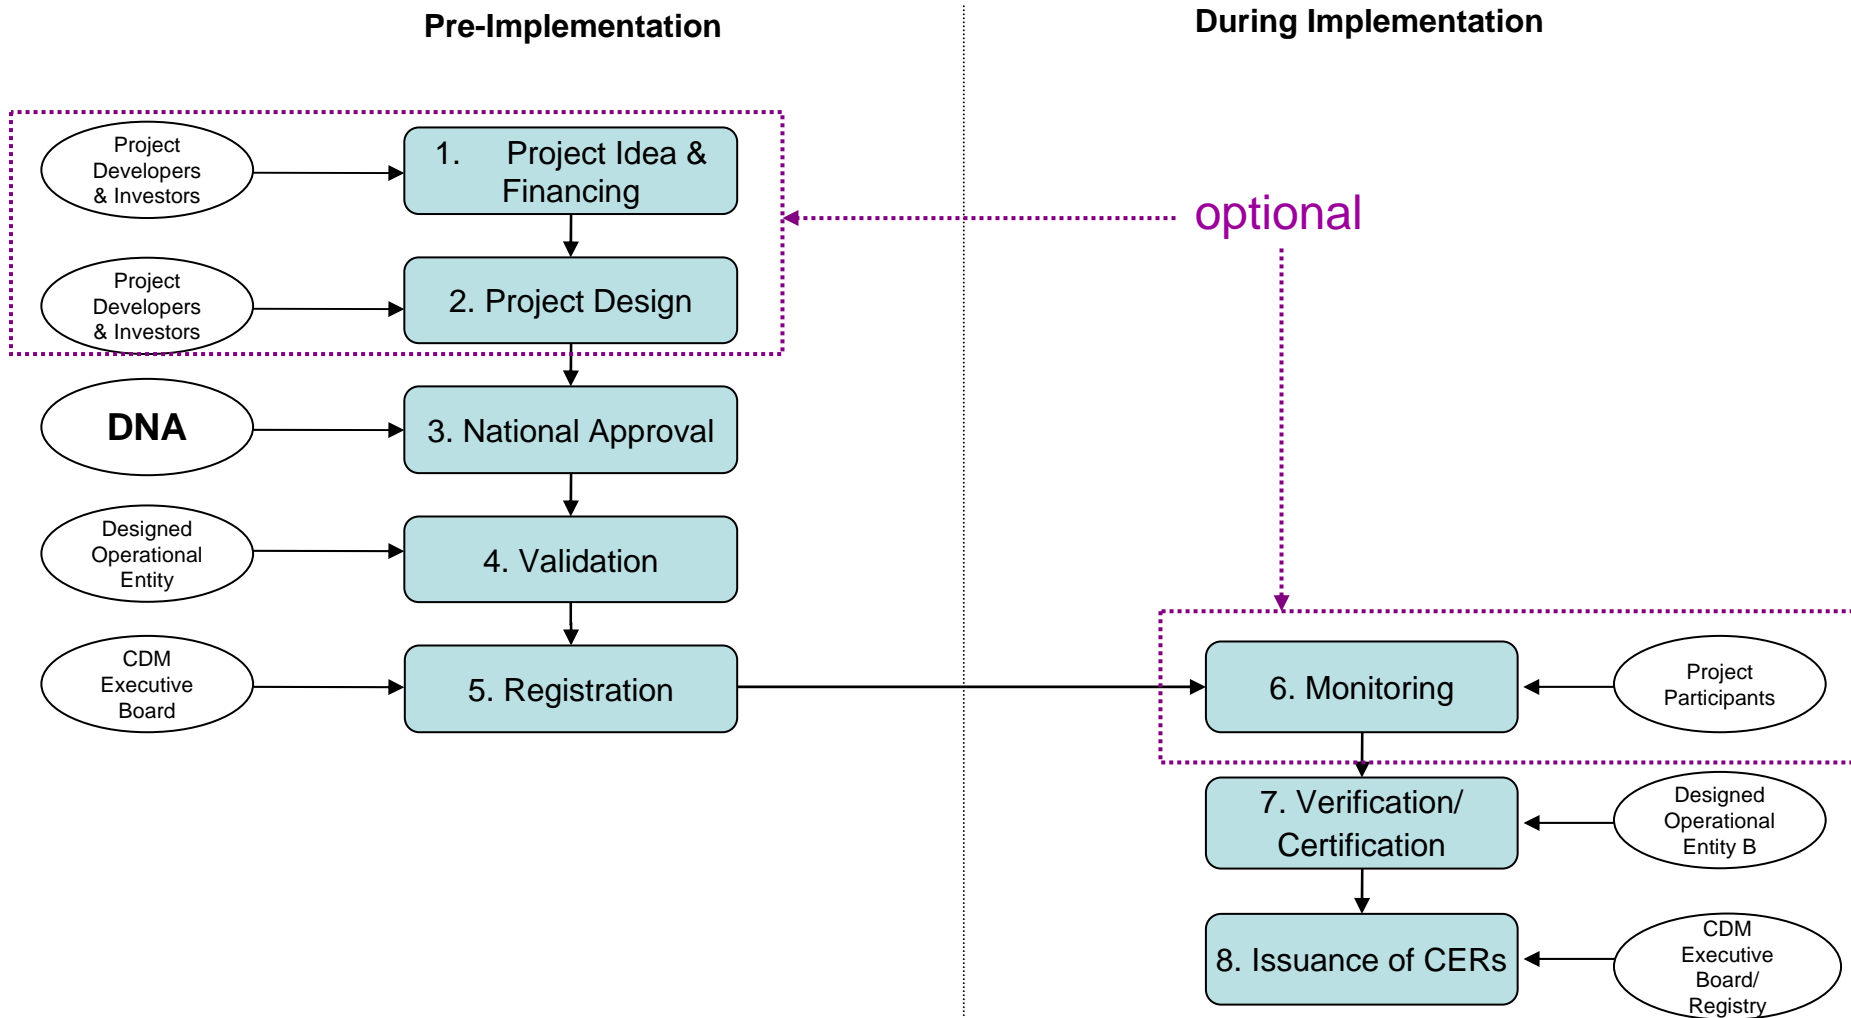 Pre-Implementation
During Implementation
Project
Developers
& Investors
1. Project Idea &
Financing
optional
Project
Developers
& Investors
2. Project Design
DNA
3. National Approval
Designed
Operational
Entity
4. Validation
CDM
Executive
Board
5. Registration
6. Monitoring
Project
Participants
7. Verification/
Certification
Designed
Operational
Entity B
8. Issuance of CERs
CDM
Executive
Board/
Registry